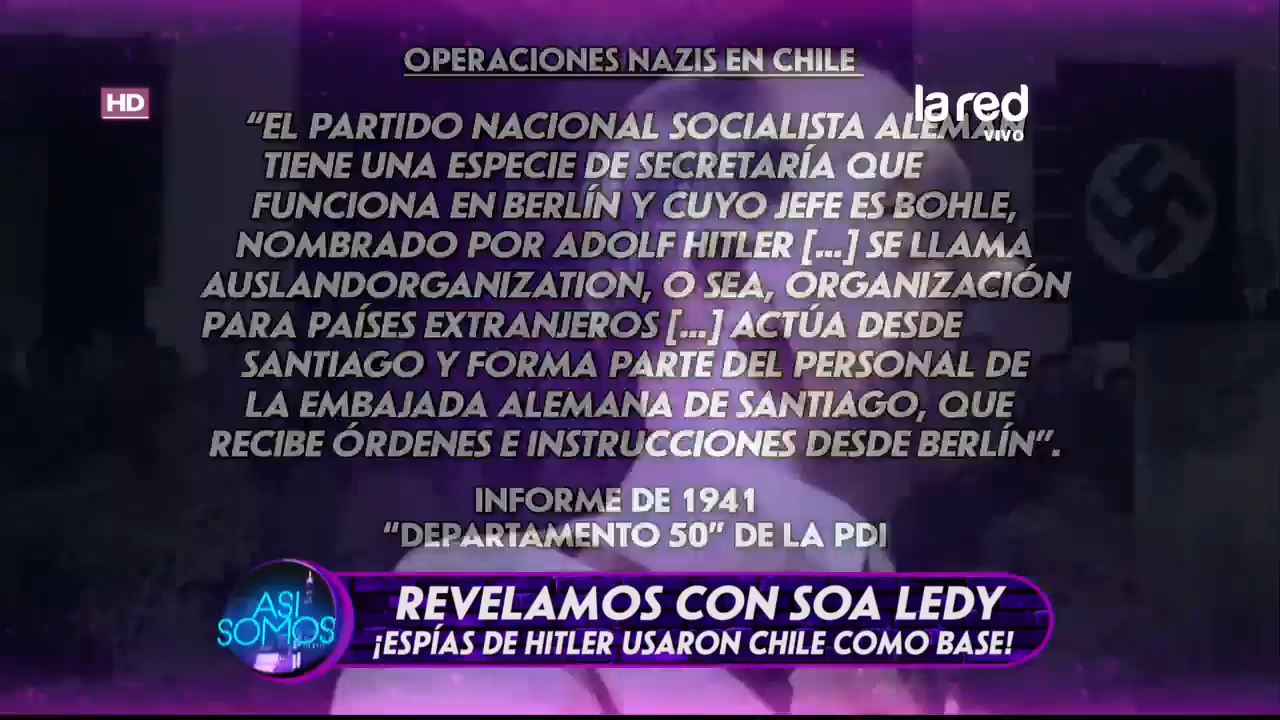 OPERACIONES NAZIS EN CHILE
HD
la red
VIVO
“EL PARTIDO NACIONAL SOCIALISTA ALEMÁN
TIENE UNA ESPECIE DE SECRETARÍA QUE
FUNCIONA EN BERLÍN Y CUYO JEFE ES BOHLE,
NOMBRADO POR ADOLF HITLER [...] SE LLAMA
AUSLANDORGANIZATION, O SEA, ORGANIZACIÓN
PARA PAÍSES EXTRANJEROS [...] ACTÚA DESDE
SANTIAGO Y FORMA PARTE DEL PERSONAL DE
LA EMBAJADA ALEMANA DE SANTIAGO, QUE
RECIBE ÓRDENES E INSTRUCCIONES DESDE BERLÍN”.
INFORME DE 1941
“DEPARTAMENTO 50” DE LA PDI
ASI
SOMOS
REVELAMOS CON SOA LEDY
¡ESPÍAS DE HITLER USARON CHILE COMO BASE!